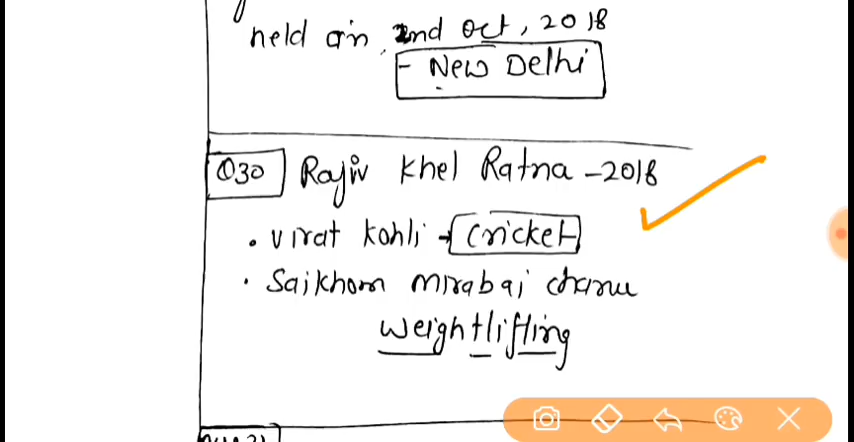 held on 2nd Oct, 2018
- New Delhi
Q30 Rajiv Khel Ratna - 2018
• Virat Kohli → Cricket
• Saikhom Mirabai Chanu
Weightlifting